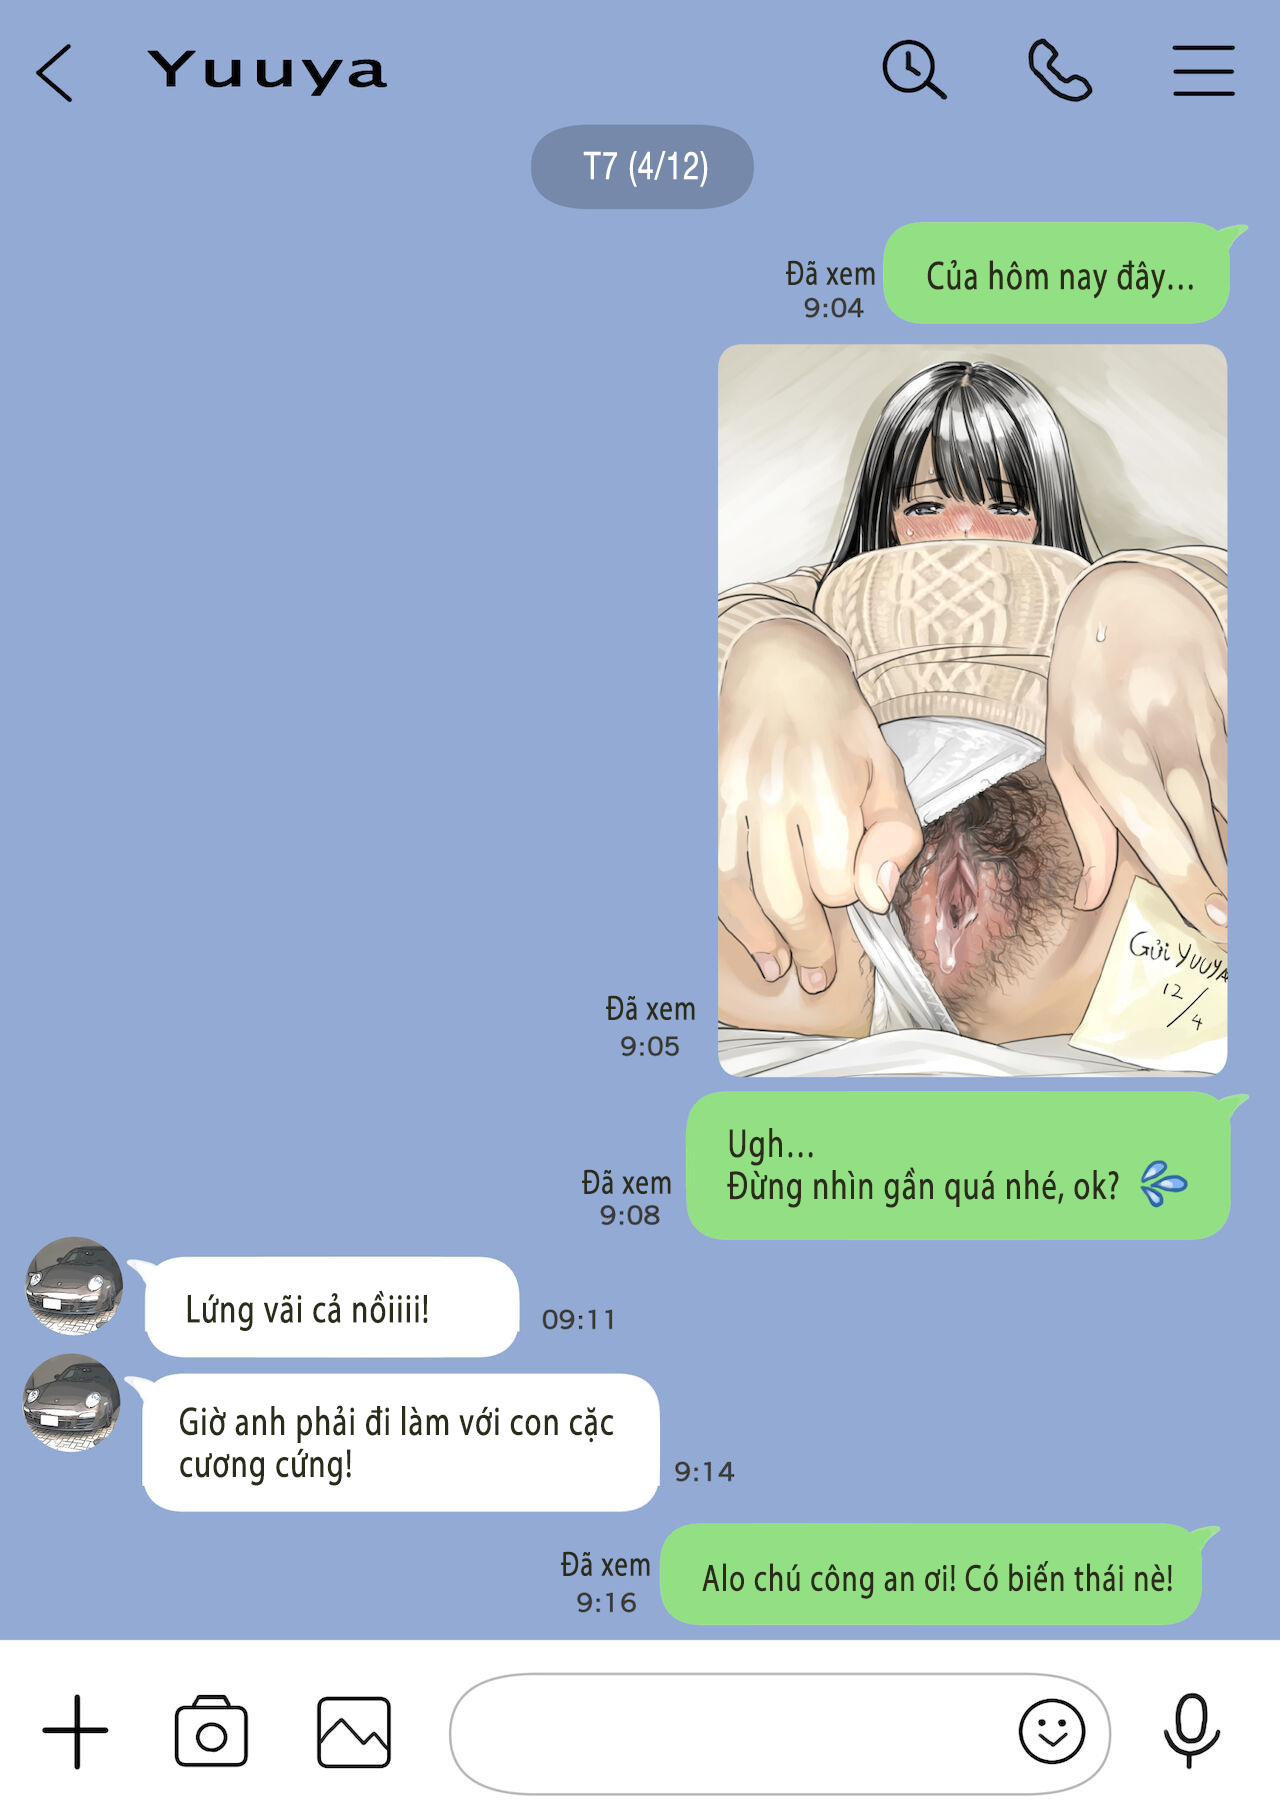 Yuuya
T7 (4/12)
Của hôm nay đây...
Đã xem
9:04
Gửi YUUYA
12/4
Đã xem
9:05
Ugh...
Đừng nhìn gần quá nhé, ok?
Đã xem
9:08
Lứng vãi cả nồiiii!
09:11
Giờ anh phải đi làm với con cặc
cương cứng!
9:14
Alo chú công an ơi! Có biến thái nè!
Đã xem
9:16